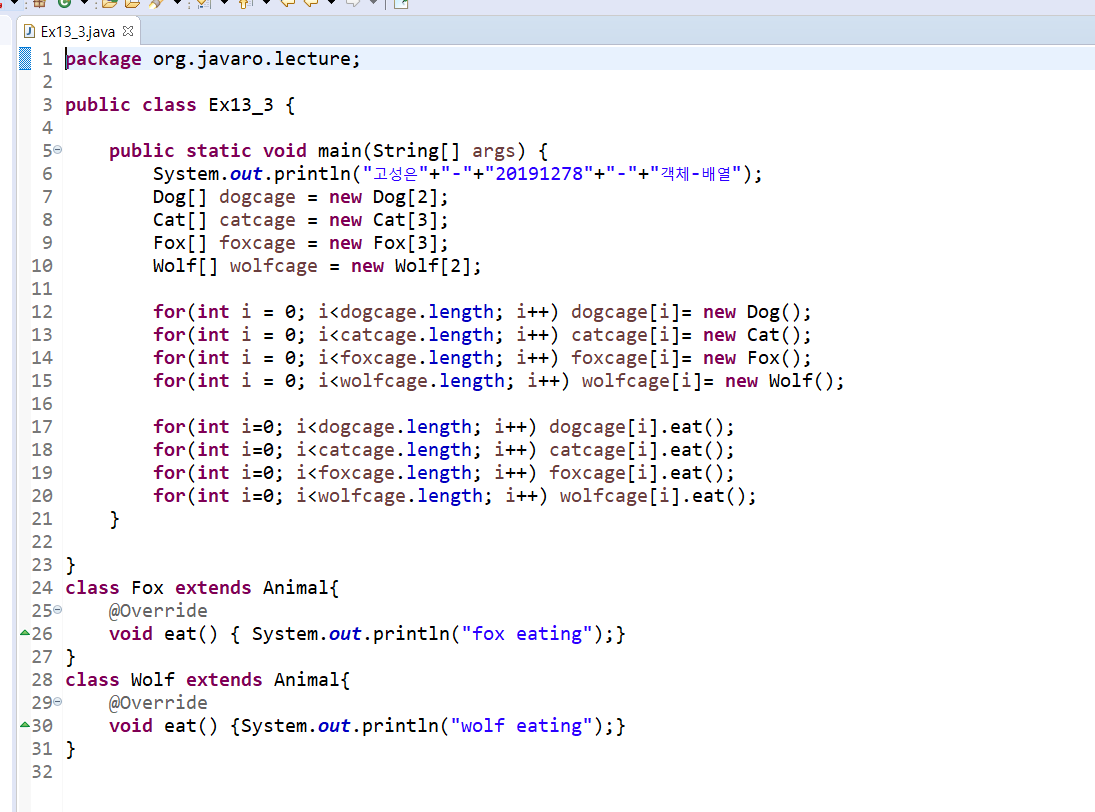 Ex13_3.java
1 package org.javaro.lecture;
2
3 public class Ex13_3 {
4
5 public static void main(String[] args) {
6 System.out.println("고성은"+"-"+"20191278"+"-"+"객체-배열");
7 Dog[] dogcage = new Dog[2];
8 Cat[] catcage = new Cat[3];
9 Fox[] foxcage = new Fox[3];
10 Wolf[] wolfcage = new Wolf[2];
11
12 for(int i = 0; i<dogcage.length; i++) dogcage[i]= new Dog();
13 for(int i = 0; i<catcage.length; i++) catcage[i]= new Cat();
14 for(int i = 0; i<foxcage.length; i++) foxcage[i]= new Fox();
15 for(int i = 0; i<wolfcage.length; i++) wolfcage[i]= new Wolf();
16
17 for(int i=0; i<dogcage.length; i++) dogcage[i].eat();
18 for(int i=0; i<catcage.length; i++) catcage[i].eat();
19 for(int i=0; i<foxcage.length; i++) foxcage[i].eat();
20 for(int i=0; i<wolfcage.length; i++) wolfcage[i].eat();
21 }
22
23 }
24 class Fox extends Animal{
25 @Override
26 void eat() { System.out.println("fox eating");}
27 }
28 class Wolf extends Animal{
29 @Override
30 void eat() {System.out.println("wolf eating");}
31 }
32